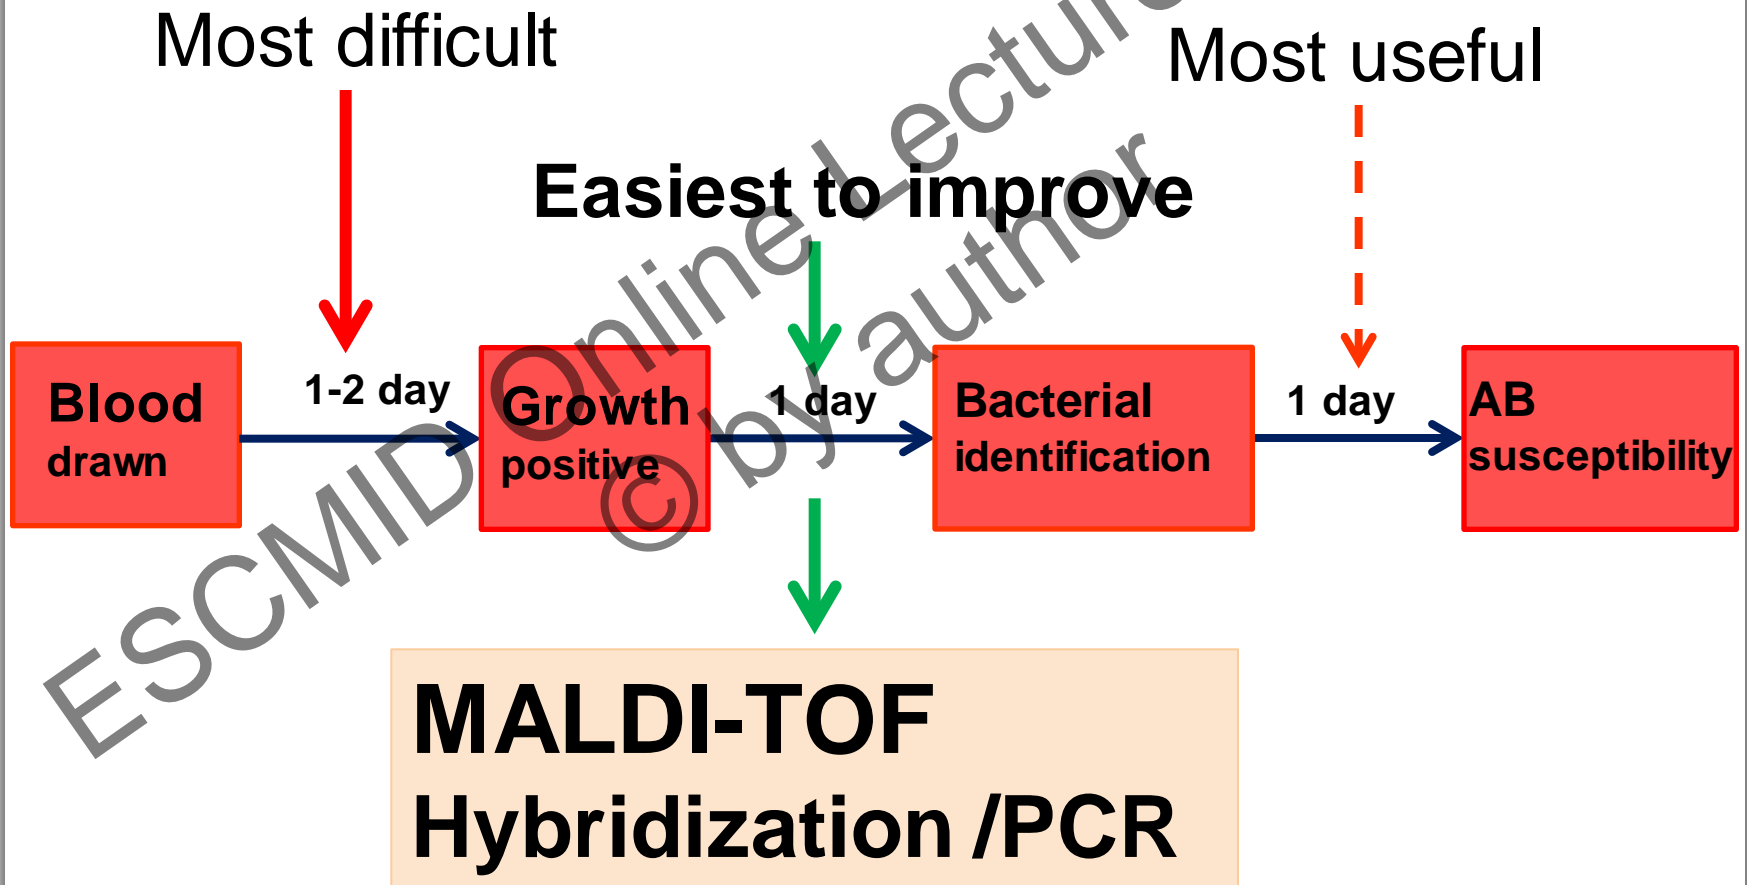 Most difficult
Most useful
Easiest to improve
Blood
drawn
1-2 day
Growth
positive
1 day
Bacterial
identification
1 day
AB
susceptibility
MALDI-TOF
Hybridization /PCR
ESCMID Online Lecture
© by author